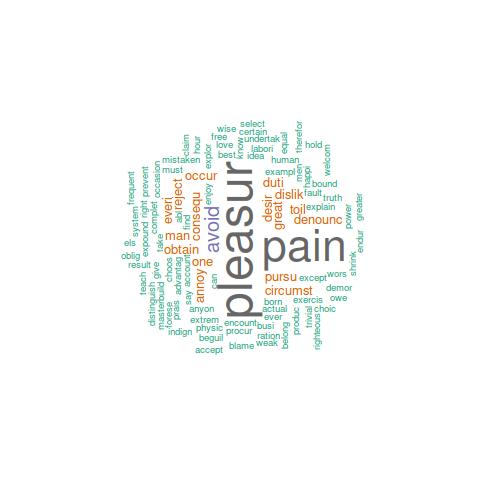 select
wise
certain
free
undertak
love
labori
best
know
idea
human
claim
hour
explor
equal
therefor
hold
mistaken
must
occur
exampl
men
happi
welcom
bound
fault
truth
frequent
prevent
occasion
everi
reject
abl
enjoy
duti
dislik
desir
great
toil
explain
denounc
power
greater
system
right
complet
consequ
find
avoid
pleasur
pain
els
expound
take
man
obtain
oblig
result
one
account
endur
shrink
teach
give
choos
advantag
say
annoy
can
pursu
except
wors
circumst
demor
distinguish
masterbuild
forese
prais
born
exercis
owe
anyon
actual
choic
extrem
ever
indign
physic
encount
busi
produc
trivial
righteous
beguil
procur
ration
belong
accept
blame
weak